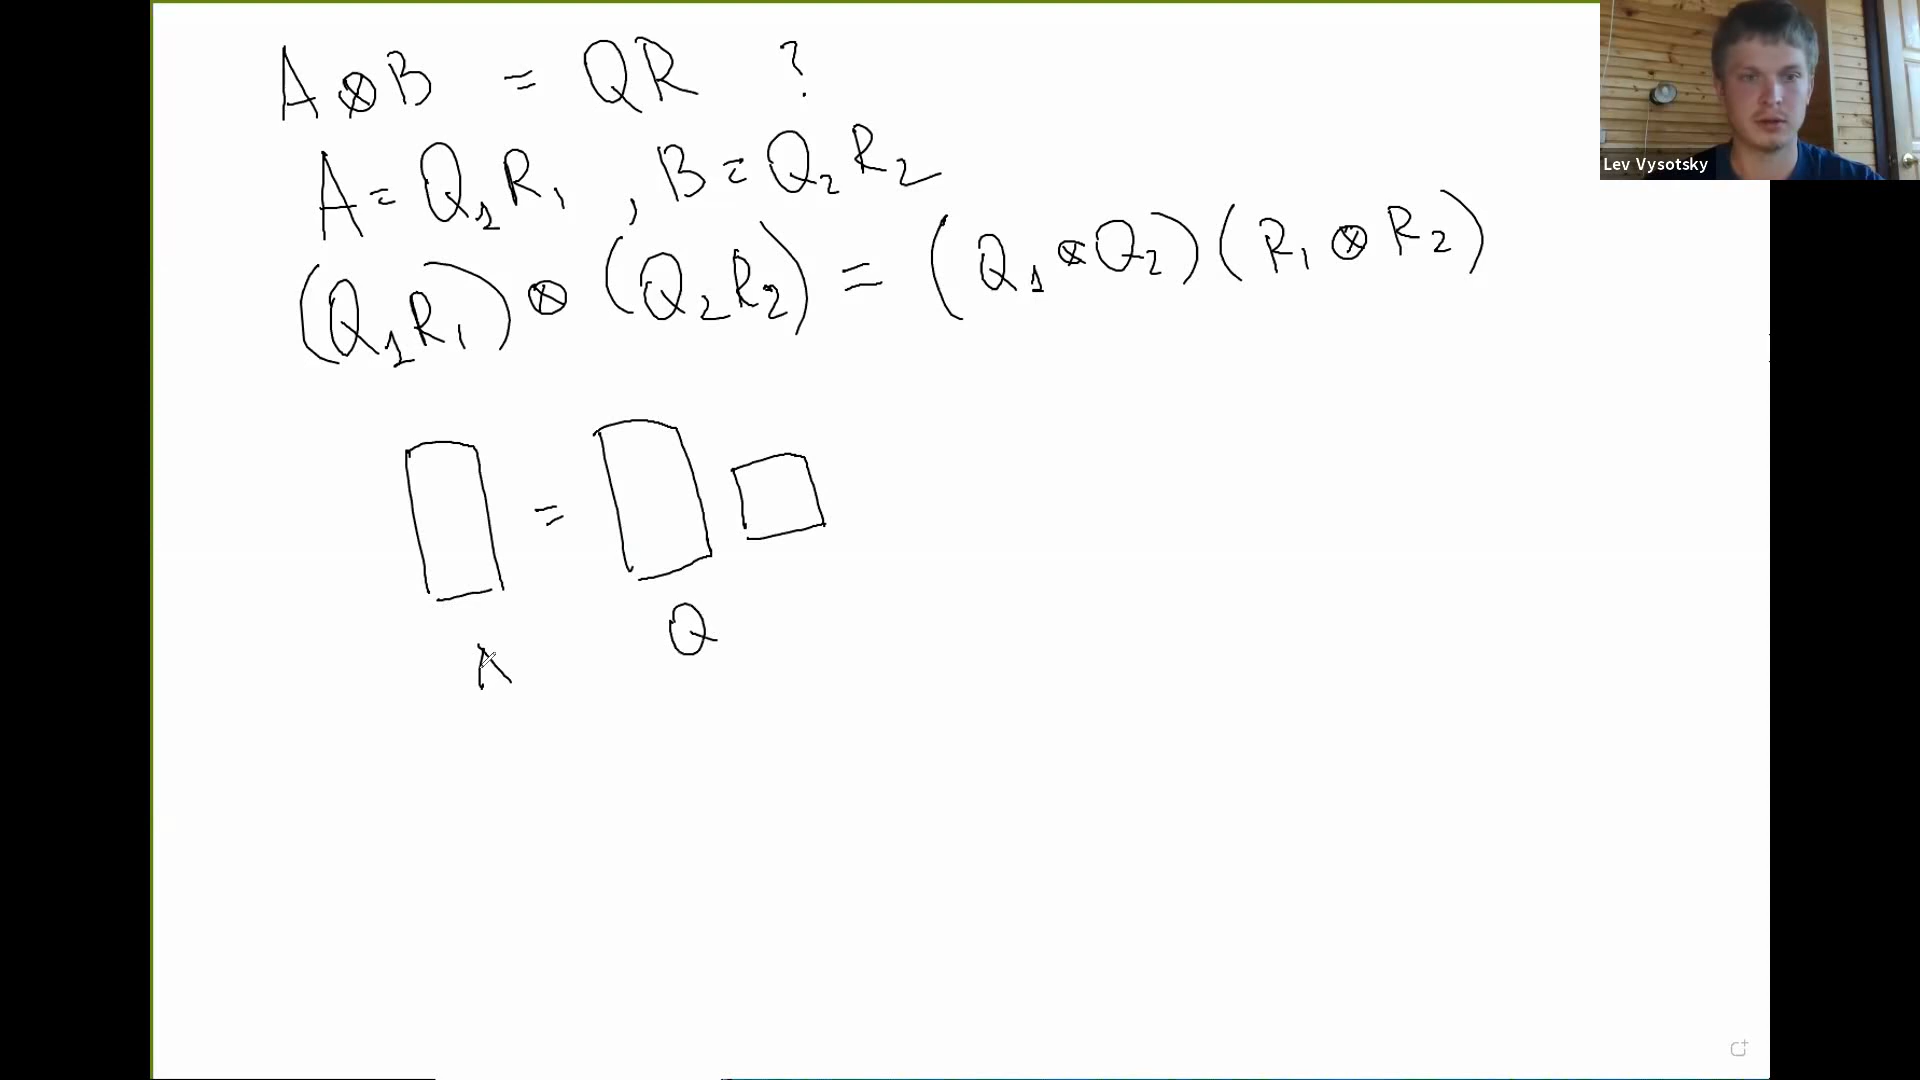 A ⊗ B = QR ?
A = Q₁R₁ , B = Q₂R₂
(Q₁R₁) ⊗ (Q₂R₂) = (Q₁ ⊗ Q₂)(R₁ ⊗ R₂)
=
A Q
Lev Vysotsky